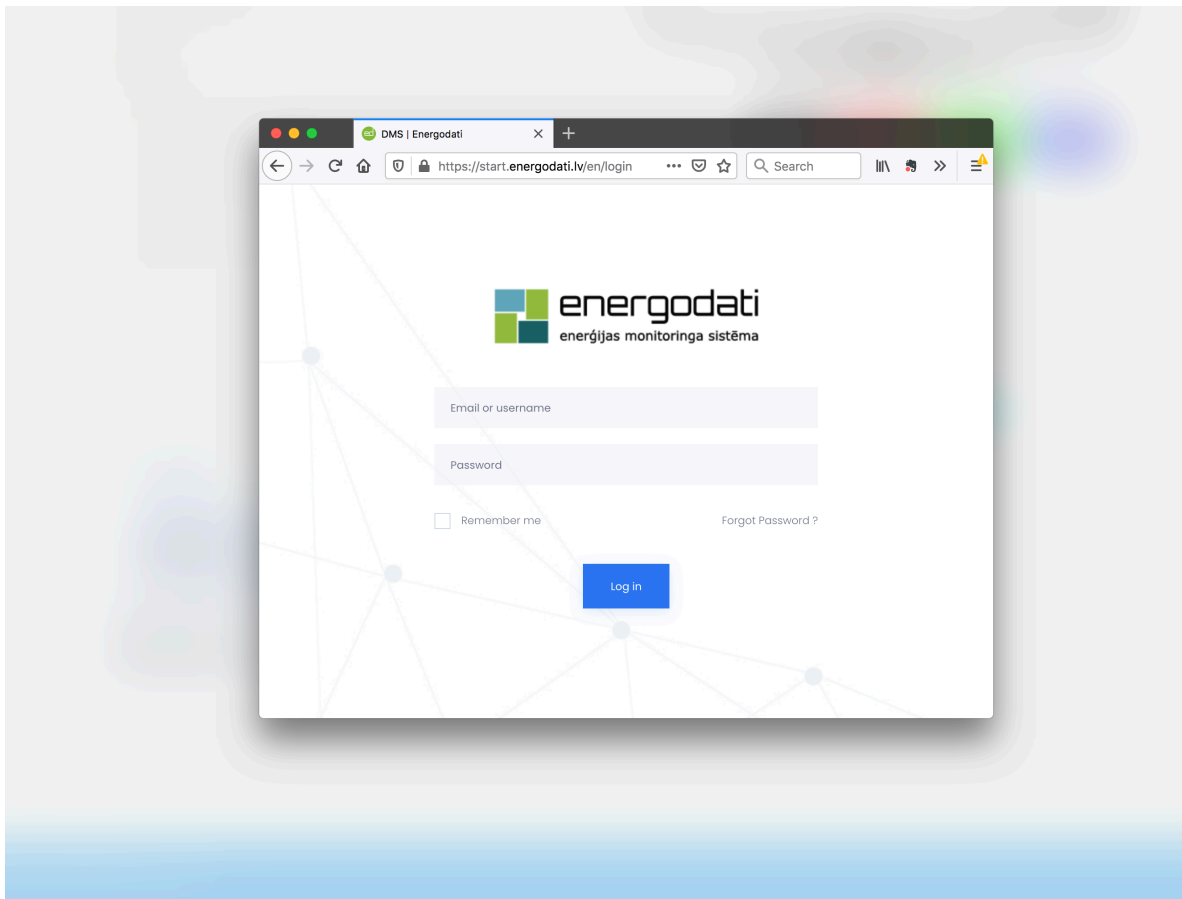 DMS | Energodati
https://start.energodati.lv/en/login
Search
energodati
enerģijas monitoringa sistēma
Email or username
Password
Remember me
Forgot Password ?
Log in